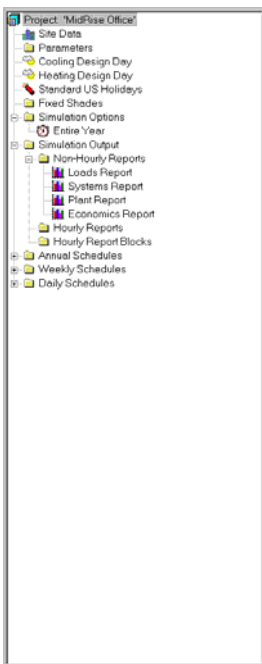 Project: 'MidRise Office'
Site Data
Parameters
Cooling Design Day
Heating Design Day
Standard US Holidays
Fixed Shades
Simulation Options
Entire Year
Simulation Output
Non-Hourly Reports
Loads Report
Systems Report
Plant Report
Economics Report
Hourly Reports
Hourly Report Blocks
Annual Schedules
Weekly Schedules
Daily Schedules